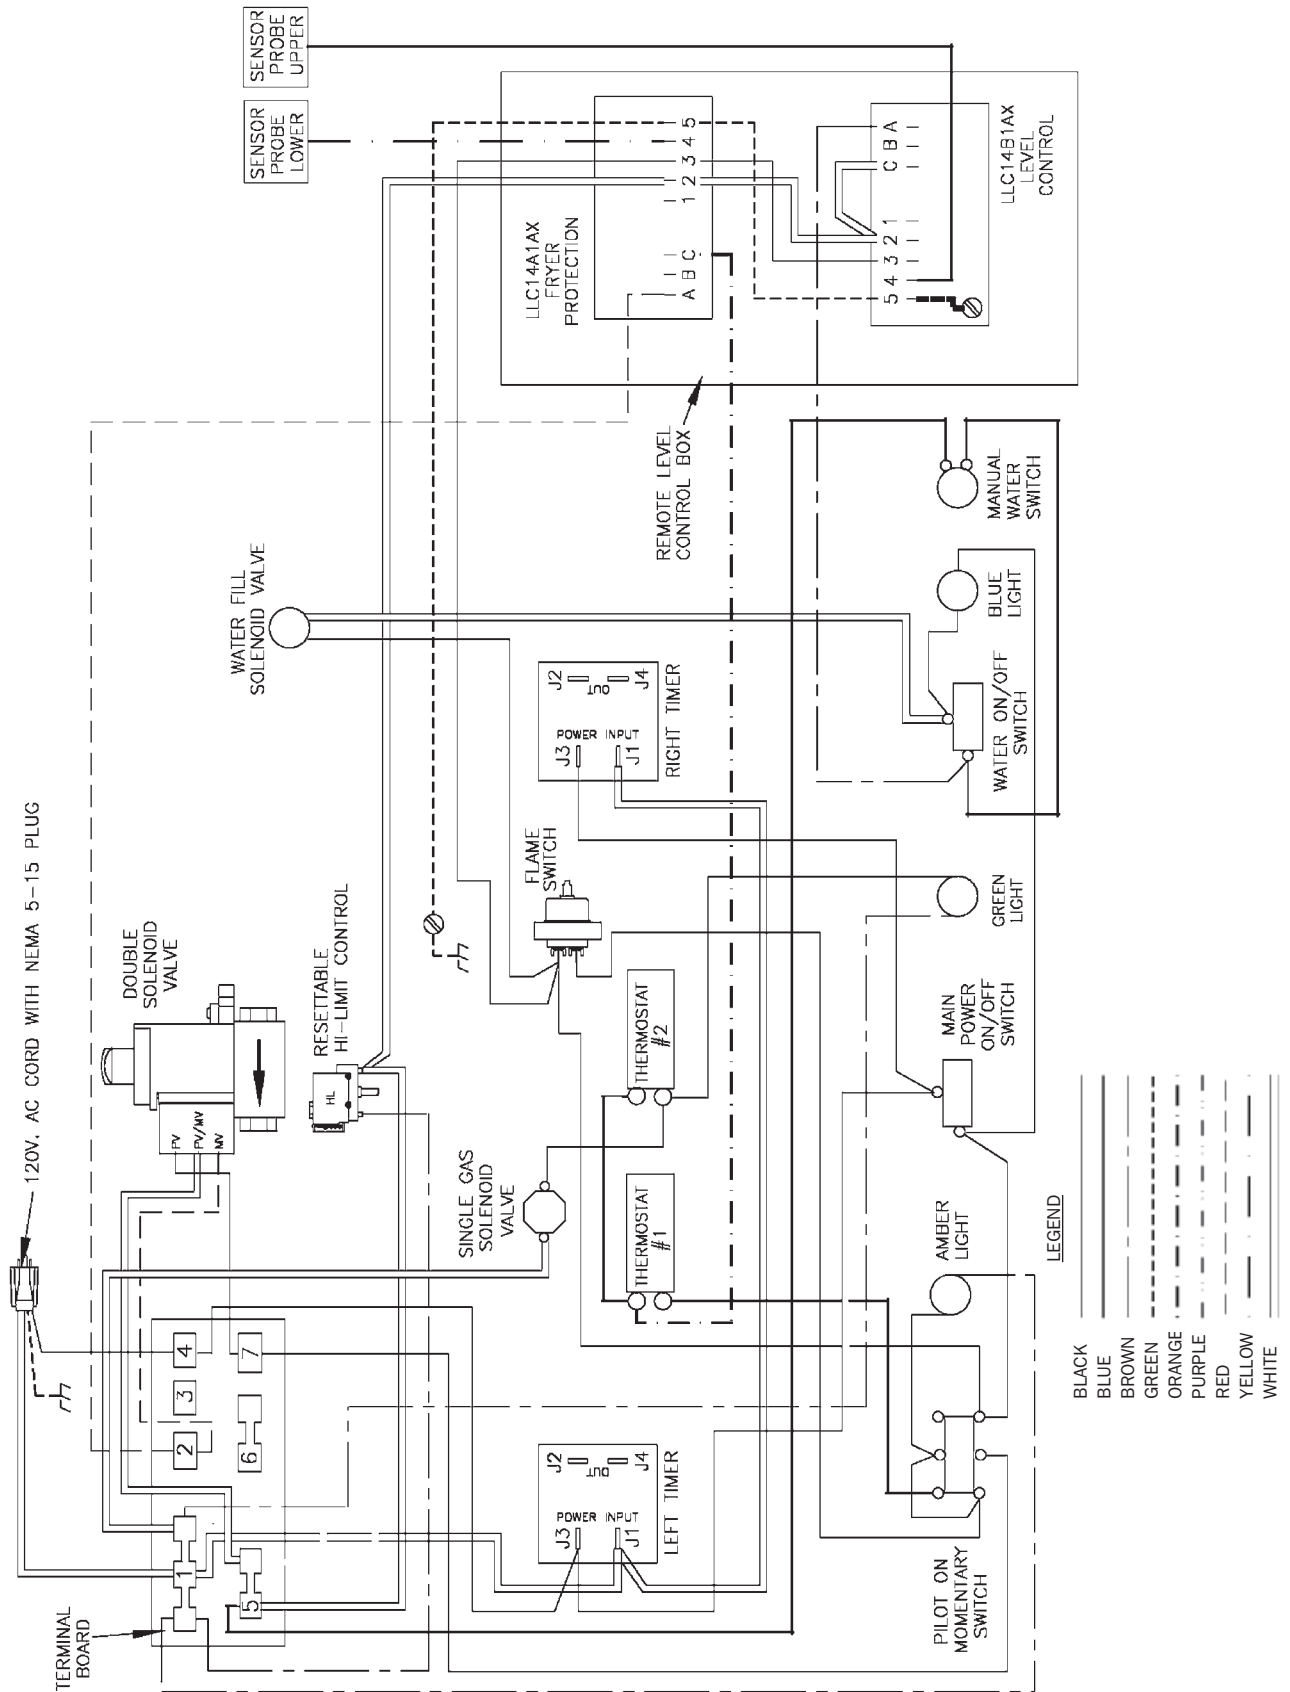 SENSOR
PROBE
UPPER
SENSOR
PROBE
LOWER
LLC14A1AX
FRYER
PROTECTION
A B C 1 2 3 4 5
LLC14B1AX
LEVEL
CONTROL
5 4 3 2 1 C B A
REMOTE LEVEL
CONTROL BOX
MANUAL
WATER
SWITCH
BLUE
LIGHT
WATER ON/OFF
SWITCH
WATER FILL
SOLENOID VALVE
J2
J4
OUT
POWER INPUT
J3
J1
RIGHT TIMER
FLAME
SWITCH
GREEN
LIGHT
120V. AC CORD WITH NEMA 5-15 PLUG
DOUBLE
SOLENOID
VALVE
PV
PV/MV
MV
RESETTABLE
HI-LIMIT CONTROL
HL
THERMOSTAT
#2
THERMOSTAT
#1
SINGLE GAS
SOLENOID
VALVE
MAIN
POWER
ON/OFF
SWITCH
AMBER
LIGHT
TERMINAL
BOARD
1
2
3
4
5
6
7
J2
J4
OUT
POWER INPUT
J3
J1
LEFT TIMER
PILOT ON
MOMENTARY
SWITCH
LEGEND
BLACK
BLUE
BROWN
GREEN
ORANGE
PURPLE
RED
YELLOW
WHITE